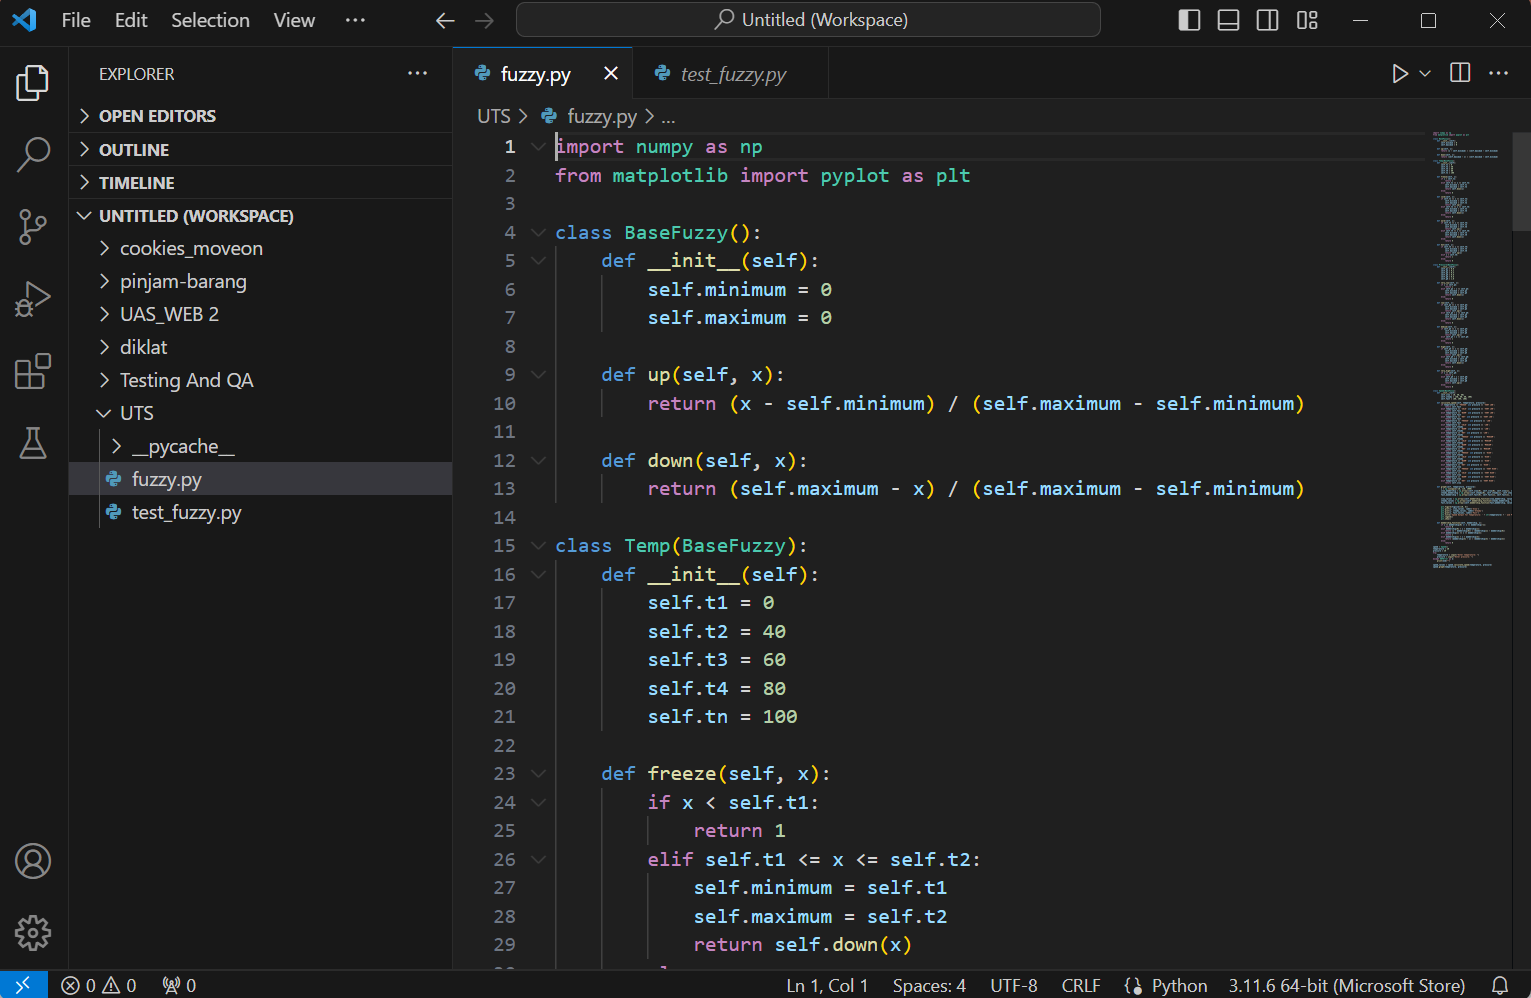 File Edit Selection View ··· Untitled (Workspace)
EXPLORER ···
OPEN EDITORS
OUTLINE
TIMELINE
UNTITLED (WORKSPACE)
cookies_moveon
pinjam-barang
UAS_WEB 2
diklat
Testing And QA
UTS
__pycache__
fuzzy.py
test_fuzzy.py
fuzzy.py test_fuzzy.py
UTS > fuzzy.py > ...
1 import numpy as np
2 from matplotlib import pyplot as plt
3
4 class BaseFuzzy():
5     def __init__(self):
6         self.minimum = 0
7         self.maximum = 0
8
9     def up(self, x):
10         return (x - self.minimum) / (self.maximum - self.minimum)
11
12     def down(self, x):
13         return (self.maximum - x) / (self.maximum - self.minimum)
14
15 class Temp(BaseFuzzy):
16     def __init__(self):
17         self.t1 = 0
18         self.t2 = 40
19         self.t3 = 60
20         self.t4 = 80
21         self.tn = 100
22
23     def freeze(self, x):
24         if x < self.t1:
25             return 1
26         elif self.t1 <= x <= self.t2:
27             self.minimum = self.t1
28             self.maximum = self.t2
29             return self.down(x)
0 0 0 Ln 1, Col 1 Spaces: 4 UTF-8 CRLF Python 3.11.6 64-bit (Microsoft Store)